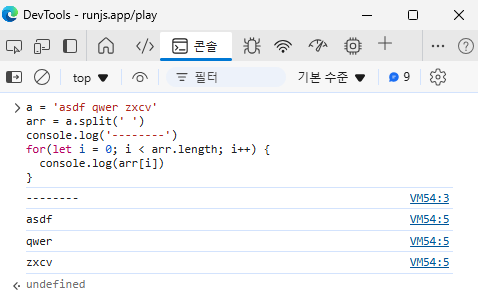 DevTools - runjs.app/play
콘솔
top
필터
기본 수준
9
a = 'asdf qwer zxcv'
arr = a.split(' ')
console.log('--------')
for(let i = 0; i < arr.length; i++) {
  console.log(arr[i])
}
-------- VM54:3
asdf VM54:5
qwer VM54:5
zxcv VM54:5
undefined